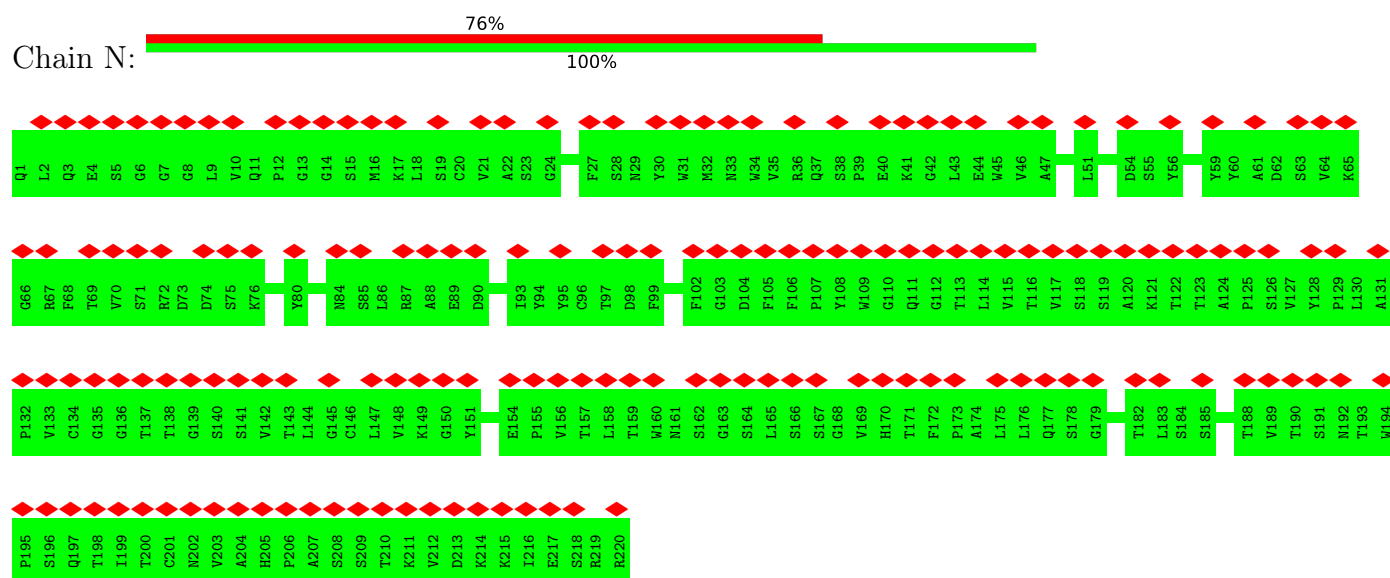 76%
Chain N:
100%
Q1 L2 Q3 E4 S5 G6 G7 G8 L9 V10 Q11 P12 G13 G14 S15 M16 K17 L18 S19 C20 V21 A22 S23 G24 F27 S28 N29 Y30 W31 M32 N33 W34 V35 R36 Q37 S38 P39 E40 K41 G42 L43 E44 W45 V46 A47 L51 D54 S55 Y56 Y59 Y60 A61 D62 S63 V64 K65
G66 R67 F68 T69 V70 S71 R72 D73 D74 S75 K76 Y80 N84 S85 L86 R87 A88 E89 D90 I93 Y94 Y95 C96 T97 D98 F99 F102 G103 D104 F105 F106 P107 Y108 W109 G110 Q111 G112 T113 L114 V115 T116 V117 S118 S119 A120 K121 T122 T123 A124 P125 S126 V127 Y128 P129 L130 A131
P132 V133 C134 G135 G136 T137 T138 G139 S140 S141 V142 T143 L144 G145 C146 L147 V148 K149 G150 Y151 E154 P155 V156 T157 L158 T159 W160 N161 S162 G163 S164 L165 S166 S167 G168 V169 H170 T171 F172 P173 A174 L175 L176 Q177 S178 G179 T182 L183 S184 S185 T188 V189 T190 S191 N192 T193 W194
P195 S196 Q197 T198 I199 T200 C201 N202 V203 A204 H205 P206 A207 S208 S209 T210 K211 V212 D213 K214 K215 I216 E217 S218 R219 R220